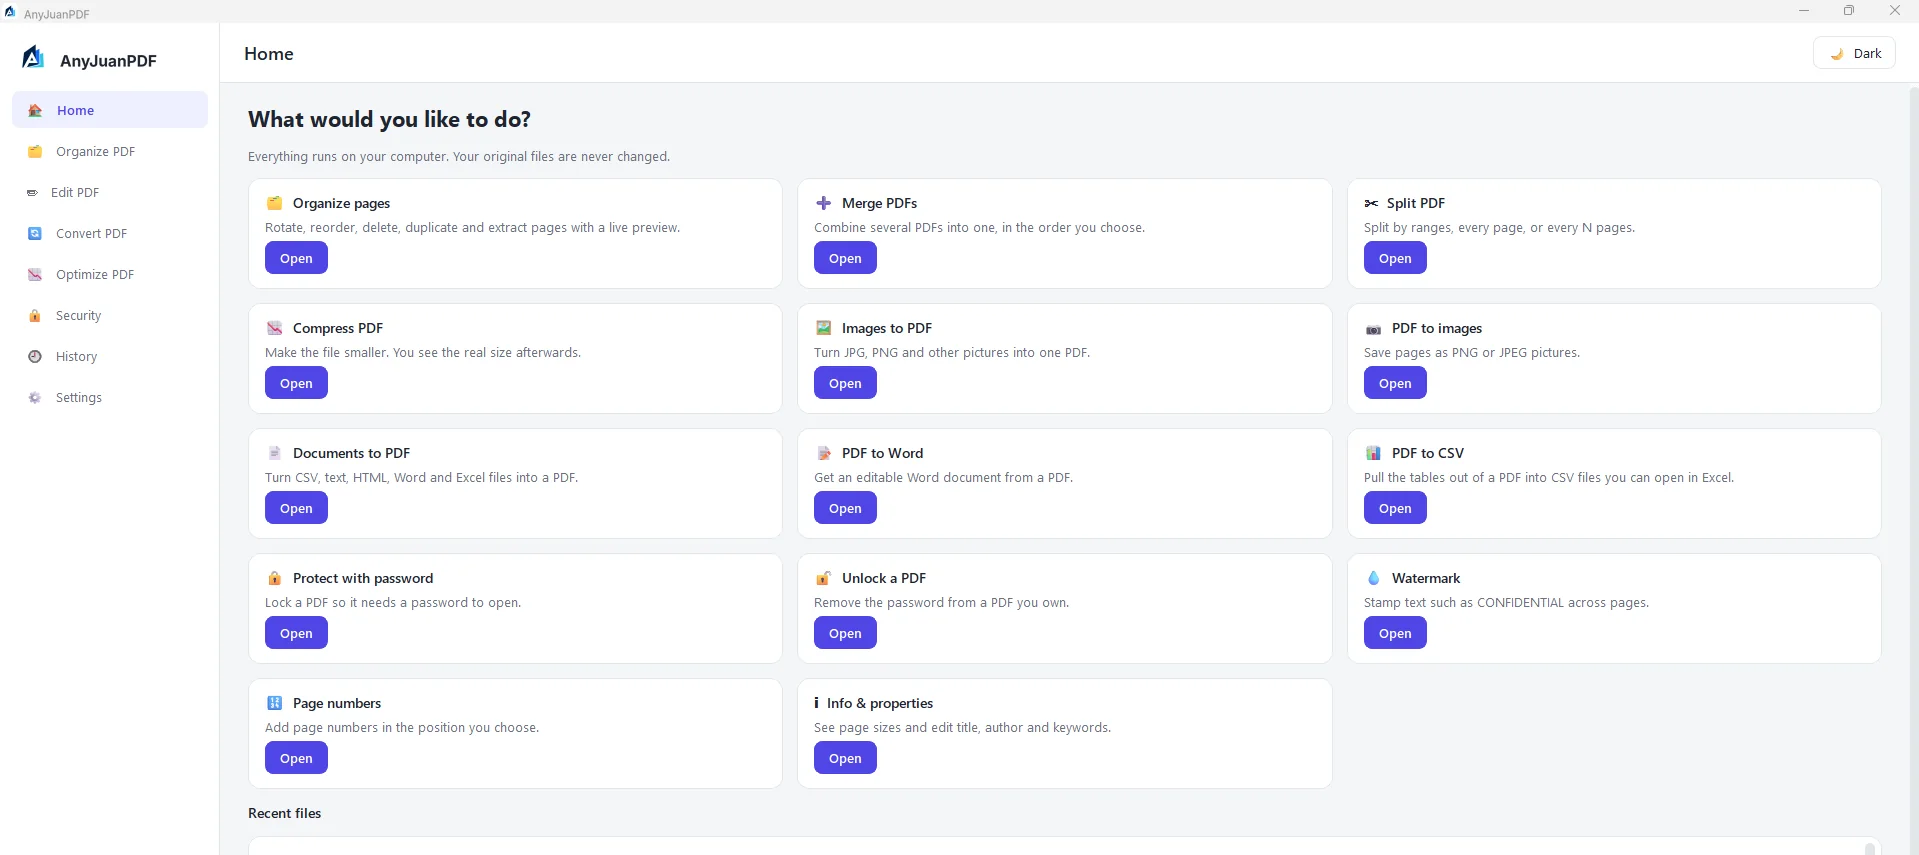 AnyJuanPDF
AnyJuanPDF
Home
Organize PDF
Edit PDF
Convert PDF
Optimize PDF
Security
History
Settings
Home
Dark
What would you like to do?
Everything runs on your computer. Your original files are never changed.
Organize pages
Rotate, reorder, delete, duplicate and extract pages with a live preview.
Open
Merge PDFs
Combine several PDFs into one, in the order you choose.
Open
Split PDF
Split by ranges, every page, or every N pages.
Open
Compress PDF
Make the file smaller. You see the real size afterwards.
Open
Images to PDF
Turn JPG, PNG and other pictures into one PDF.
Open
PDF to images
Save pages as PNG or JPEG pictures.
Open
Documents to PDF
Turn CSV, text, HTML, Word and Excel files into a PDF.
Open
PDF to Word
Get an editable Word document from a PDF.
Open
PDF to CSV
Pull the tables out of a PDF into CSV files you can open in Excel.
Open
Protect with password
Lock a PDF so it needs a password to open.
Open
Unlock a PDF
Remove the password from a PDF you own.
Open
Watermark
Stamp text such as CONFIDENTIAL across pages.
Open
Page numbers
Add page numbers in the position you choose.
Open
Info & properties
See page sizes and edit title, author and keywords.
Open
Recent files